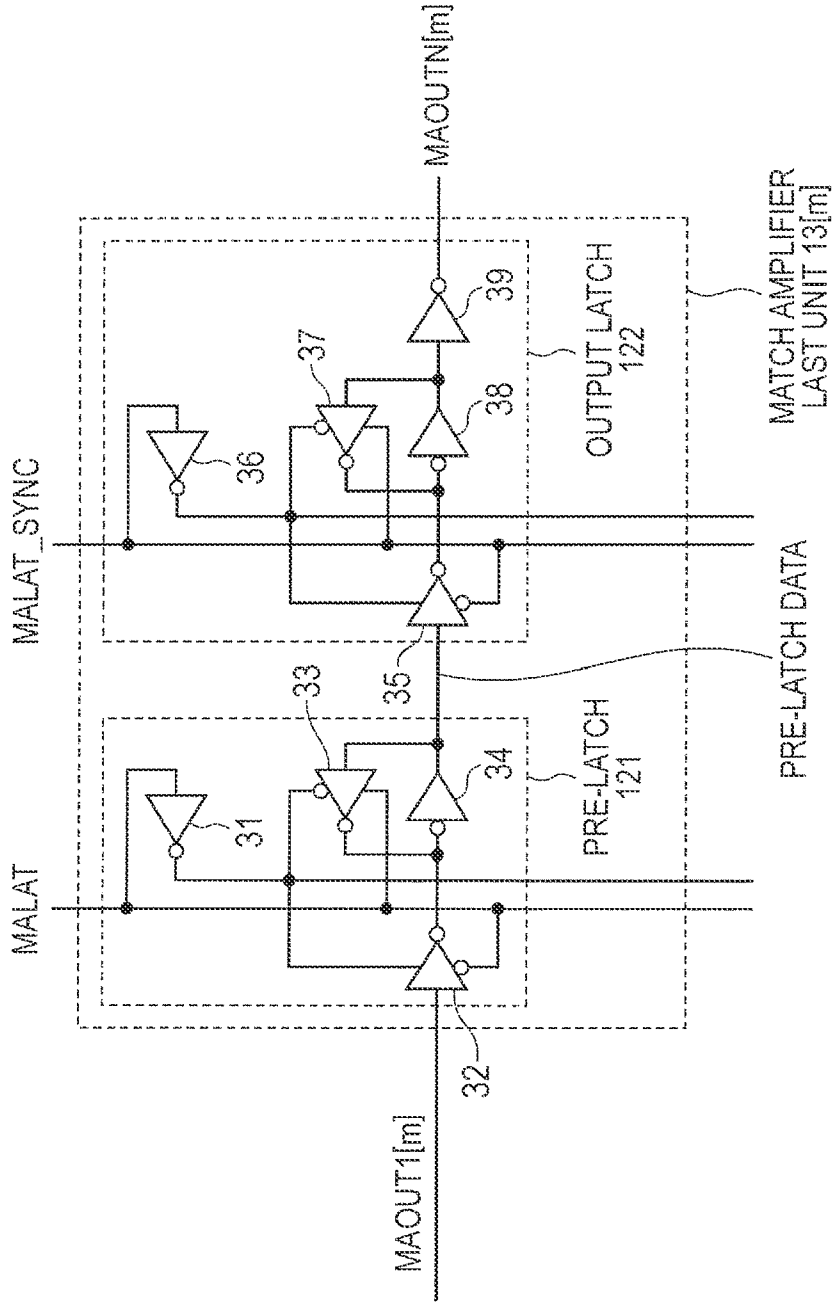 MALAT
MALAT_SYNC
31
33
36
37
MAOUT1[m]
32
34
35
38
39
MAOUTN[m]
PRE-LATCH
121
OUTPUT LATCH
122
PRE-LATCH DATA
MATCH AMPLIFIER
LAST UNIT 13[m]